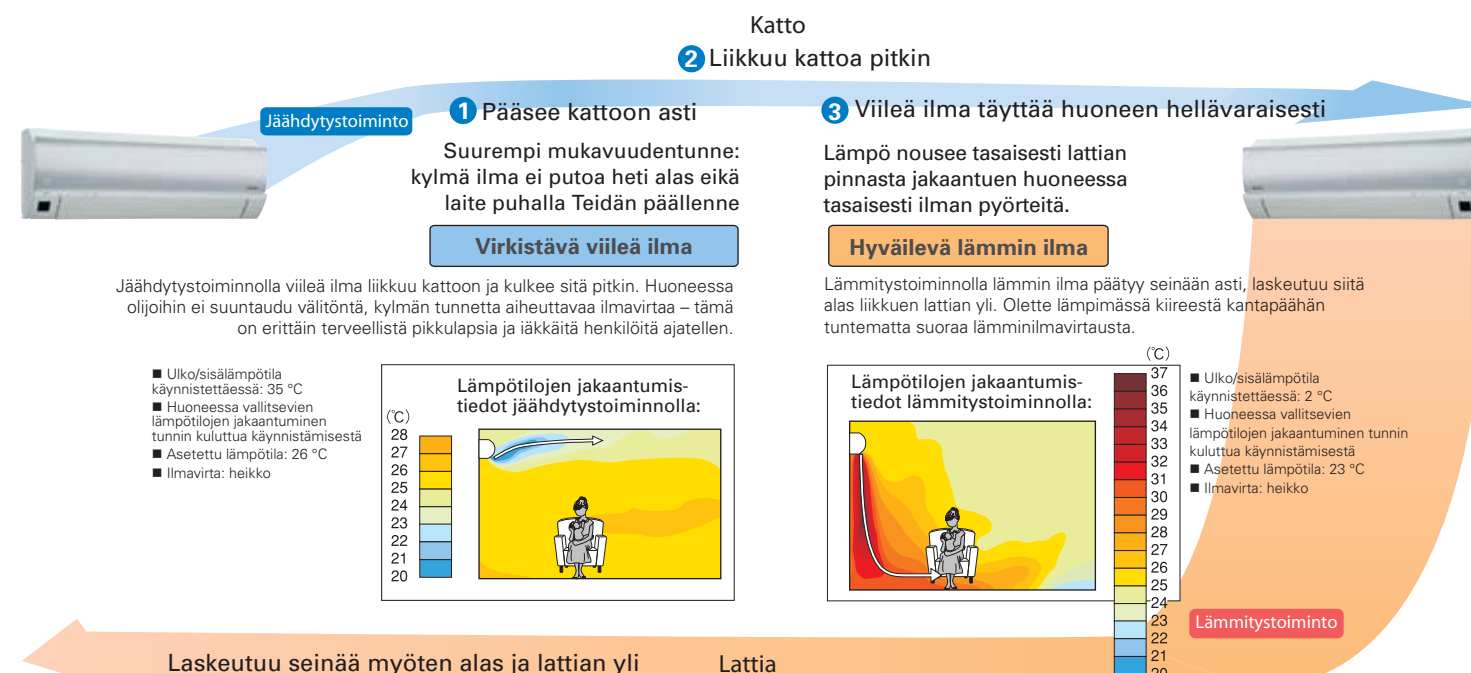 Katto
2 Liikkuu kattoa pitkin
Jäähdytystoiminto
1 Pääsee kattoon asti
Suurempi mukavuudentunne:
kylmä ilma ei putoa heti alas eikä
laite puhalla Teidän päällenne
Virkistävä viileä ilma
Jäähdytystoiminnolla viileä ilma liikkuu kattoon ja kulkee sitä pitkin. Huoneessa
olijoihin ei suuntaudu välitöntä, kylmän tunnetta aiheuttavaa ilmavirtaa – tämä
on erittäin terveellistä pikkulapsia ja iäkkäitä henkilöitä ajatellen.
■ Ulko/sisälämpötila
käynnistettäessä: 35 °C
■ Huoneessa vallitsevien
lämpötilojen jakaantuminen
tunnin kuluttua käynnistämisestä
■ Asetettu lämpötila: 26 °C
■ Ilmavirta: heikko
Lämpötilojen jakaantumis-
tiedot jäähdytystoiminnolla:
(°C)
28
27
26
25
24
23
22
21
20
3 Viileä ilma täyttää huoneen hellävaraisesti
Lämpö nousee tasaisesti lattian
pinnasta jakaantuen huoneessa
tasaisesti ilman pyörteitä.
Hyväilevä lämmin ilma
Lämmitystoiminnolla lämmin ilma päätyy seinään asti, laskeutuu siitä
alas liikkuen lattian yli. Olette lämpimässä kiireestä kantapäähän
tuntematta suoraa lämminilmavirtausta.
Lämpötilojen jakaantumis-
tiedot lämmitystoiminnolla:
(°C)
37
36
35
34
33
32
31
30
29
28
27
26
25
24
23
22
21
20
■ Ulko/sisälämpötila
käynnistettäessä: 2 °C
■ Huoneessa vallitsevien
lämpötilojen jakaantuminen tunnin
kuluttua käynnistämisestä
■ Asetettu lämpötila: 23 °C
■ Ilmavirta: heikko
Lämmitystoiminto
Laskeutuu seinää myöten alas ja lattian yli
Lattia